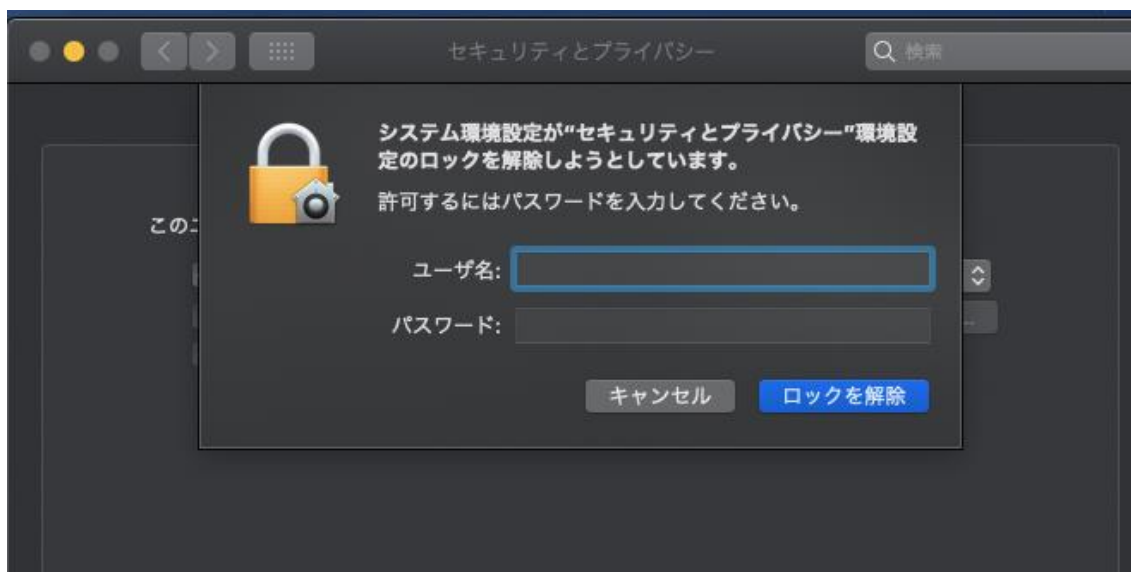 セキュリティとプライバシー
検索
システム環境設定が“セキュリティとプライバシー”環境設
定のロックを解除しようとしています。
許可するにはパスワードを入力してください。
この
ユーザ名:
パスワード:
キャンセル
ロックを解除